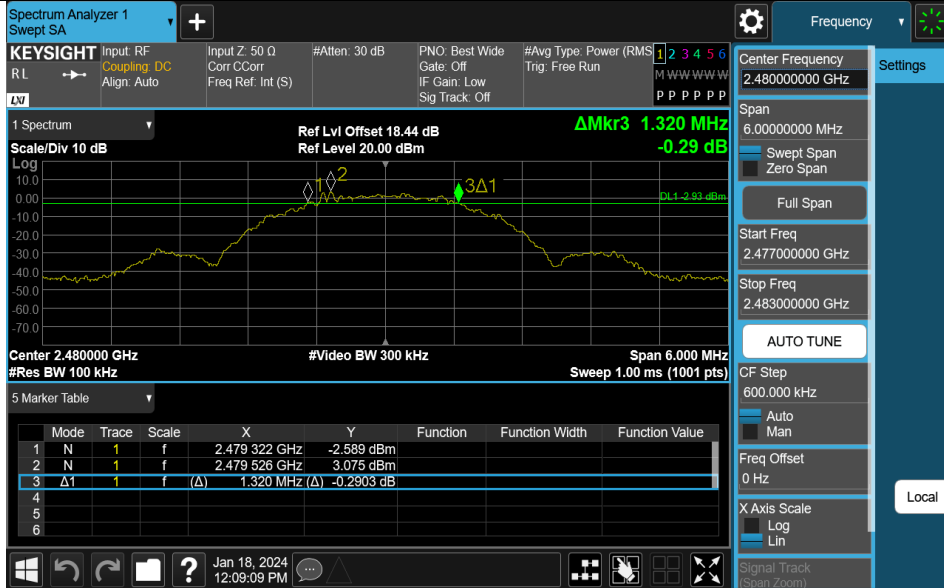 Spectrum Analyzer 1
Swept SA
+
Frequency
KEYSIGHT
R L
LXI
Input: RF
Coupling: DC
Align: Auto
Input Z: 50 Ω
Corr CCorr
Freq Ref: Int (S)
#Atten: 30 dB
PNO: Best Wide
Gate: Off
IF Gain: Low
Sig Track: Off
#Avg Type: Power (RMS
Trig: Free Run
1 2 3 4 5 6
M W W W W W
P P P P P P
1 Spectrum
Scale/Div 10 dB
Ref Lvl Offset 18.44 dB
Ref Level 20.00 dBm
ΔMkr3 1.320 MHz
-0.29 dB
Log
10.0
0.00
-10.0
-20.0
-30.0
-40.0
-50.0
-60.0
-70.0
1
2
3Δ1
DL1 -2.93 dBm
Center 2.480000 GHz
#Video BW 300 kHz
Span 6.000 MHz
#Res BW 100 kHz
Sweep 1.00 ms (1001 pts)
5 Marker Table
Mode Trace Scale X Y Function Function Width Function Value
1 N 1 f 2.479 322 GHz -2.589 dBm
2 N 1 f 2.479 526 GHz 3.075 dBm
3 Δ1 1 f (Δ) 1.320 MHz (Δ) -0.2903 dB
4
5
6
?
Jan 18, 2024
12:09:09 PM
Center Frequency
2.480000000 GHz
Span
6.00000000 MHz
Swept Span
Zero Span
Full Span
Start Freq
2.477000000 GHz
Stop Freq
2.483000000 GHz
AUTO TUNE
CF Step
600.000 kHz
Auto
Man
Freq Offset
0 Hz
X Axis Scale
Log
Lin
Signal Track
(Span Zoom)
Settings
Local